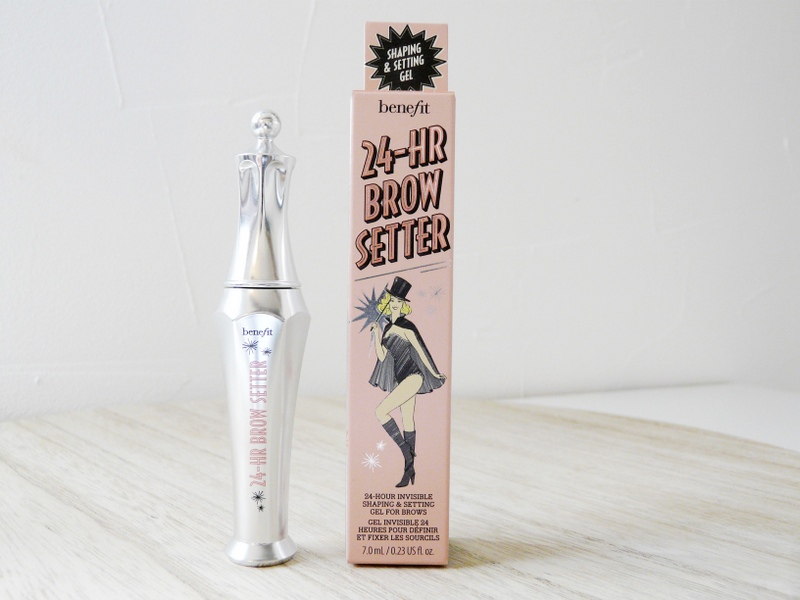 SHAPING
& SETTING
GEL
benefit
24-HR
BROW
SETTER
24-HOUR INVISIBLE
SHAPING & SETTING
GEL FOR BROWS
GEL INVISIBLE 24
HEURES POUR DÉFINIR
ET FIXER LES SOURCILS
7.0 mL / 0.23 US fl. oz.
benefit
24-HR BROW SETTER